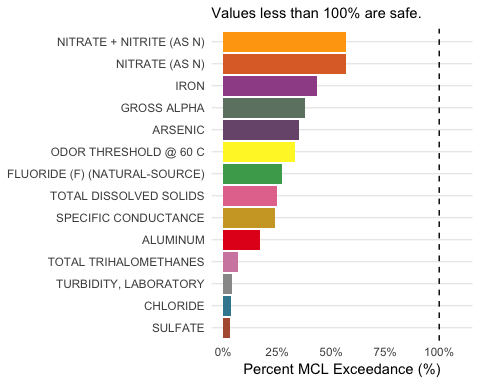 Values less than 100% are safe.
NITRATE + NITRITE (AS N)
NITRATE (AS N)
IRON
GROSS ALPHA
ARSENIC
ODOR THRESHOLD @ 60 C
FLUORIDE (F) (NATURAL-SOURCE)
TOTAL DISSOLVED SOLIDS
SPECIFIC CONDUCTANCE
ALUMINUM
TOTAL TRIHALOMETHANES
TURBIDITY, LABORATORY
CHLORIDE
SULFATE
0% 25% 50% 75% 100%
Percent MCL Exceedance (%)